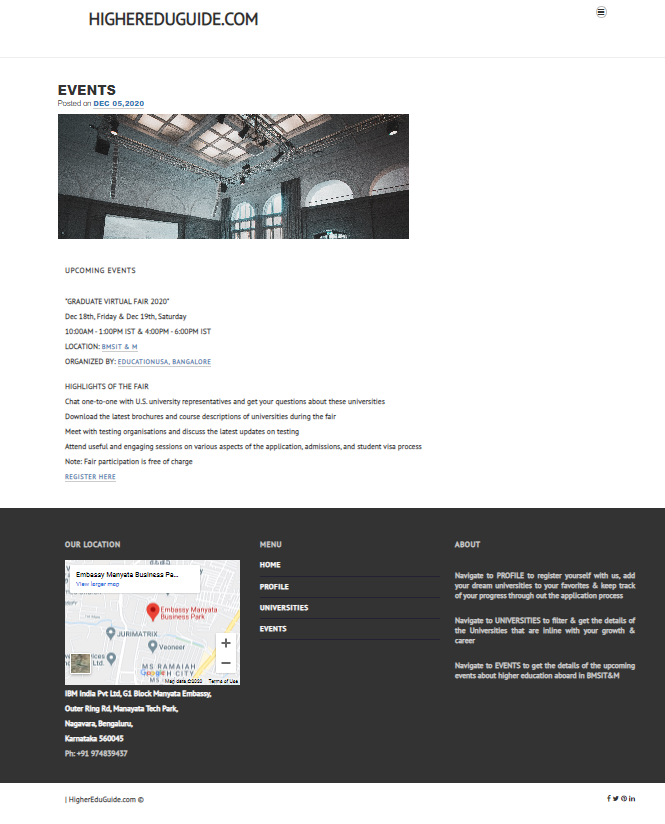 HIGHEREDUGUIDE.COM
EVENTS
Posted on DEC 05,2020
UPCOMING EVENTS
"GRADUATE VIRTUAL FAIR 2020"
Dec 18th, Friday & Dec 19th, Saturday
10:00AM - 1:00PM IST & 4:00PM - 6:00PM IST
LOCATION: BMSIT & M
ORGANIZED BY: EDUCATIONUSA, BANGALORE
HIGHLIGHTS OF THE FAIR
Chat one-to-one with U.S. university representatives and get your questions about these universities
Download the latest brochures and course descriptions of universities during the fair
Meet with testing organisations and discuss the latest updates on testing
Attend useful and engaging sessions on various aspects of the application, admissions, and student visa process
Note: Fair participation is free of charge
REGISTER HERE
OUR LOCATION
Embassy Manyata Business Pa...
View larger map
Embassy Manyata
Business Park
JURIMATRIX
Veoneer
ices
Ltd.
MS RAMAIAH
TECH CITY
Google
Map data ©2020 Terms of Use
+
−
IBM India Pvt Ltd, G1 Block Manyata Embassy,
Outer Ring Rd, Manayata Tech Park,
Nagavara, Bengaluru,
Karnataka 560045
Ph: +91 974839437
MENU
HOME
PROFILE
UNIVERSITIES
EVENTS
ABOUT
Navigate to PROFILE to register yourself with us, add
your dream universities to your favorites & keep track
of your progress through out the application process
Navigate to UNIVERSITIES to filter & get the details of
the Universities that are inline with your growth &
career
Navigate to EVENTS to get the details of the upcoming
events about higher education aboard in BMSIT&M
| HigherEduGuide.com ©